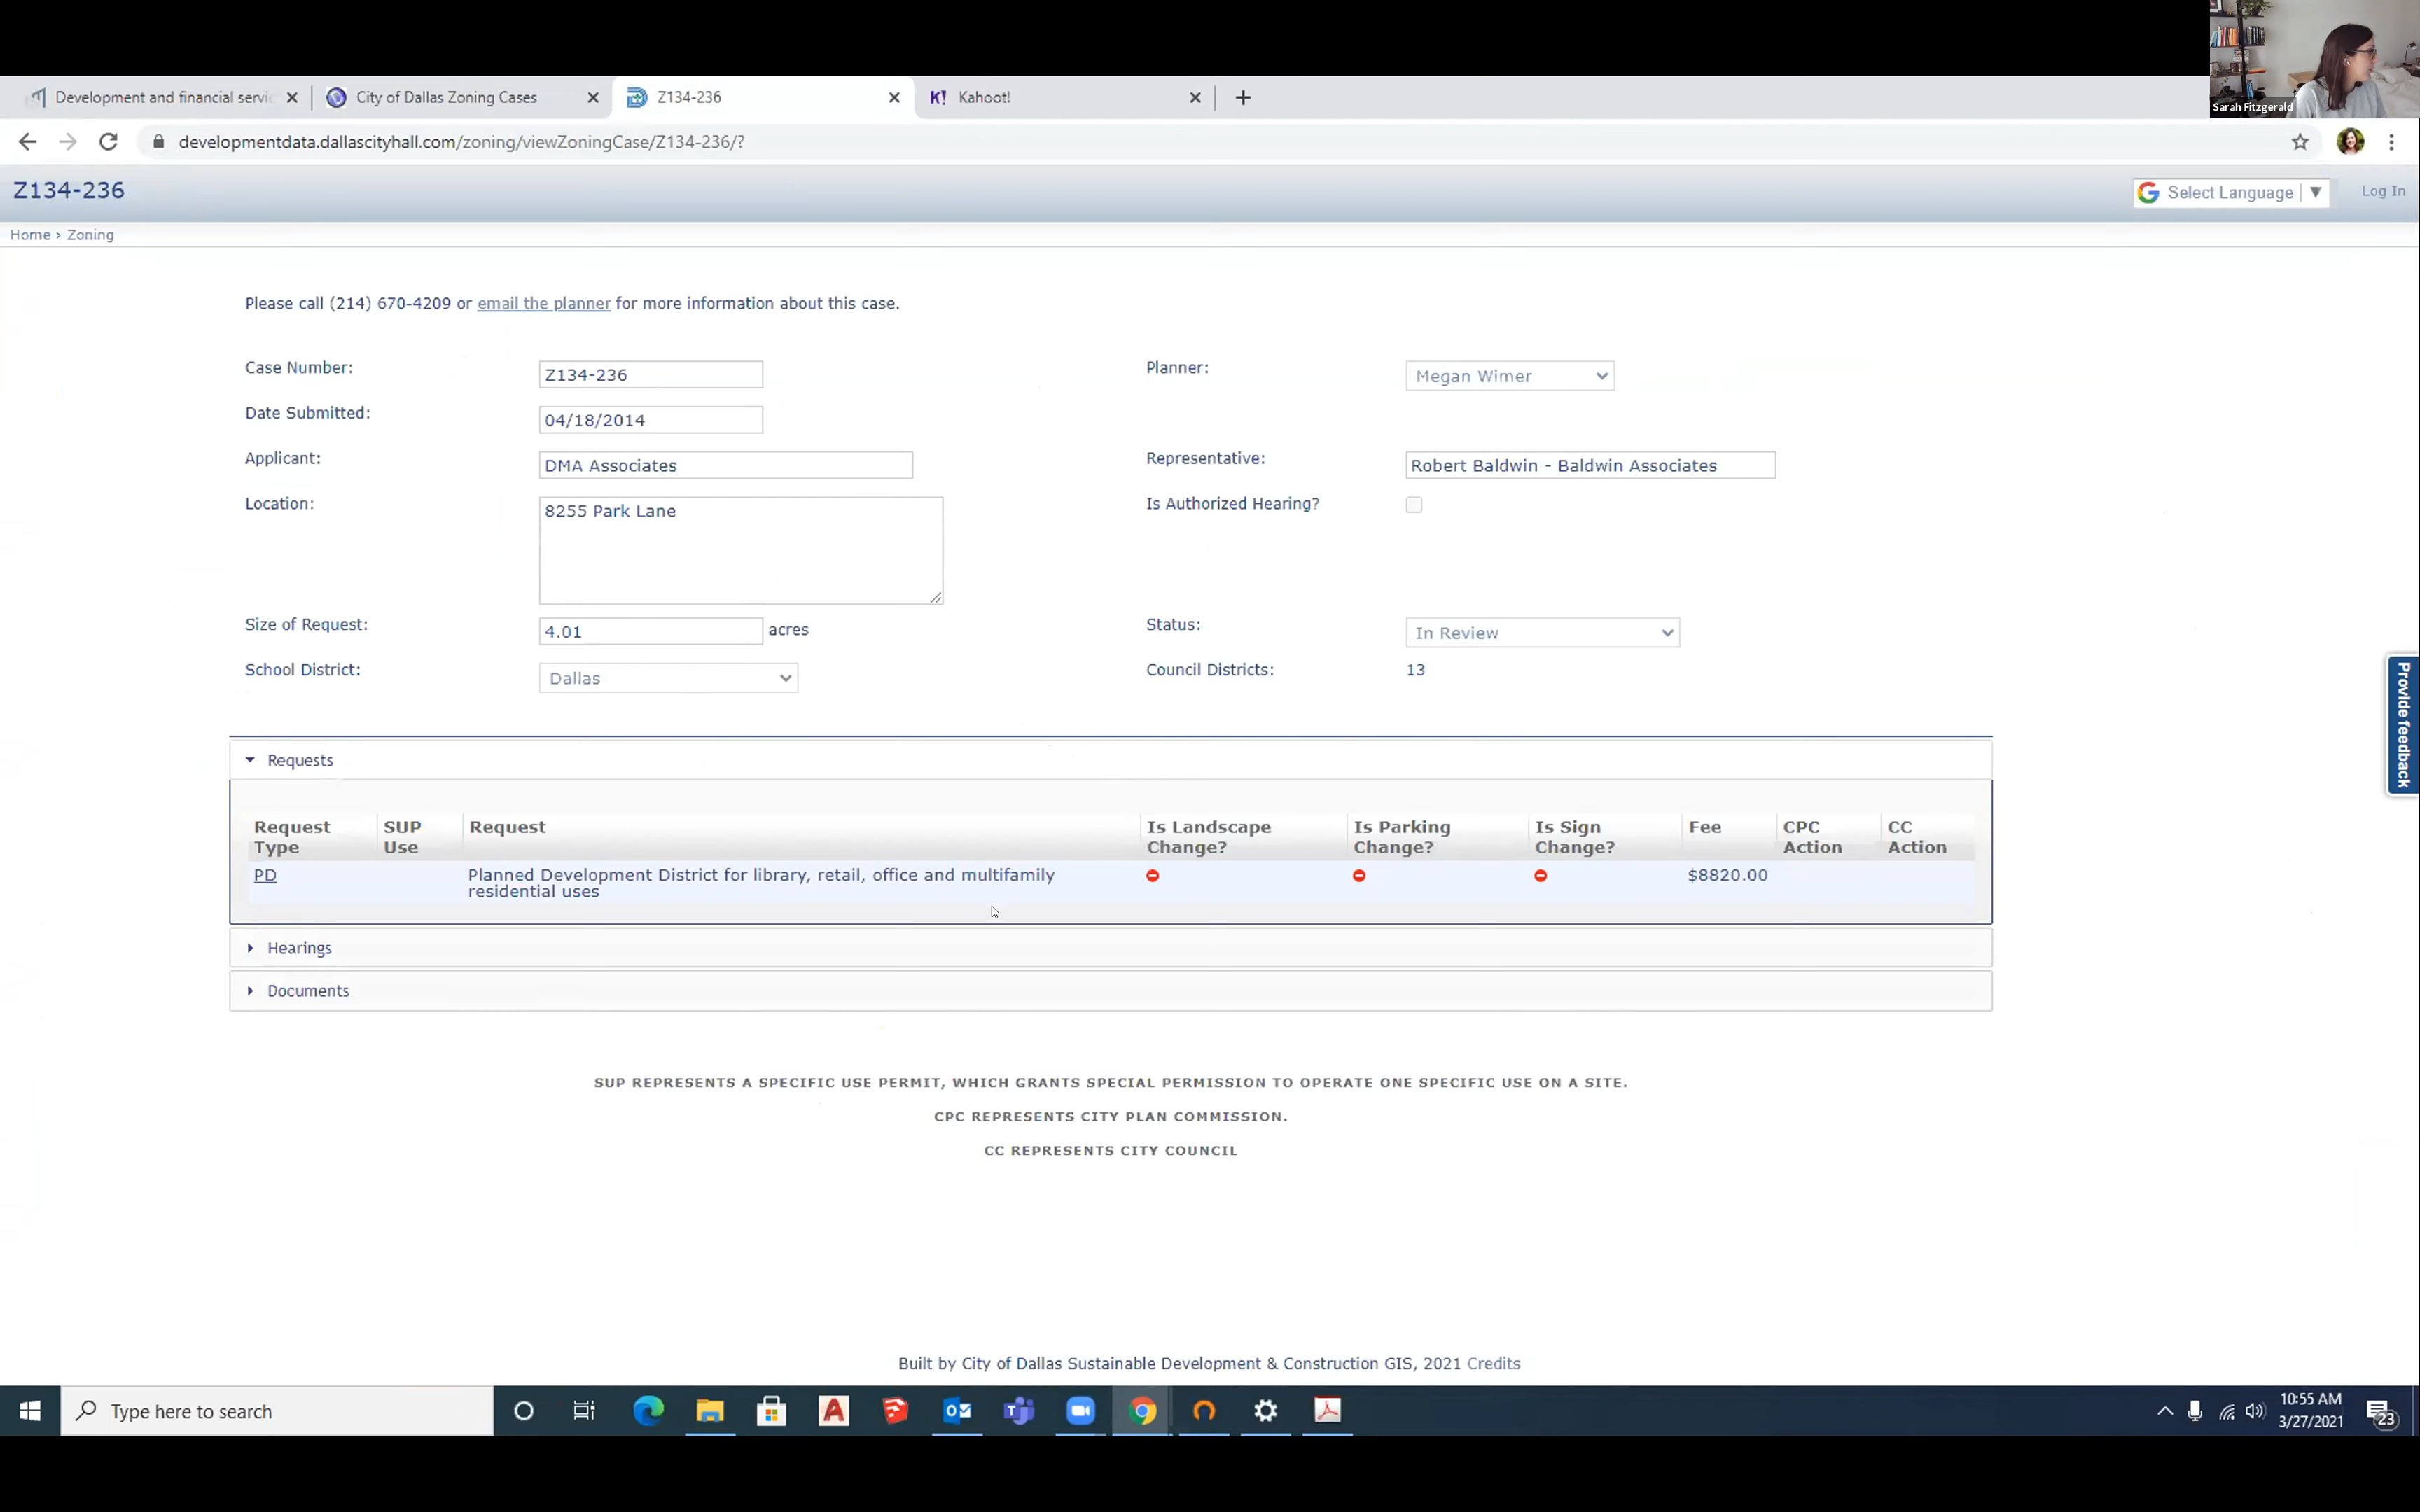 Development and financial servic
City of Dallas Zoning Cases
Z134-236
K! Kahoot!
Sarah Fitzgerald
developmentdata.dallascityhall.com/zoning/viewZoningCase/Z134-236/?
Z134-236
G Select Language ▼
Log In
Home › Zoning
Please call (214) 670-4209 or email the planner for more information about this case.
Case Number: Z134-236
Planner: Megan Wimer
Date Submitted: 04/18/2014
Applicant: DMA Associates
Representative: Robert Baldwin - Baldwin Associates
Location: 8255 Park Lane
Is Authorized Hearing?
Size of Request: 4.01 acres
Status: In Review
School District: Dallas
Council Districts: 13
Provide feedback
Requests
Request Type
SUP Use
Request
Is Landscape Change?
Is Parking Change?
Is Sign Change?
Fee
CPC Action
CC Action
PD
Planned Development District for library, retail, office and multifamily
residential uses
$8820.00
Hearings
Documents
SUP REPRESENTS A SPECIFIC USE PERMIT, WHICH GRANTS SPECIAL PERMISSION TO OPERATE ONE SPECIFIC USE ON A SITE.
CPC REPRESENTS CITY PLAN COMMISSION.
CC REPRESENTS CITY COUNCIL
Built by City of Dallas Sustainable Development & Construction GIS, 2021 Credits
Type here to search
10:55 AM
3/27/2021
23